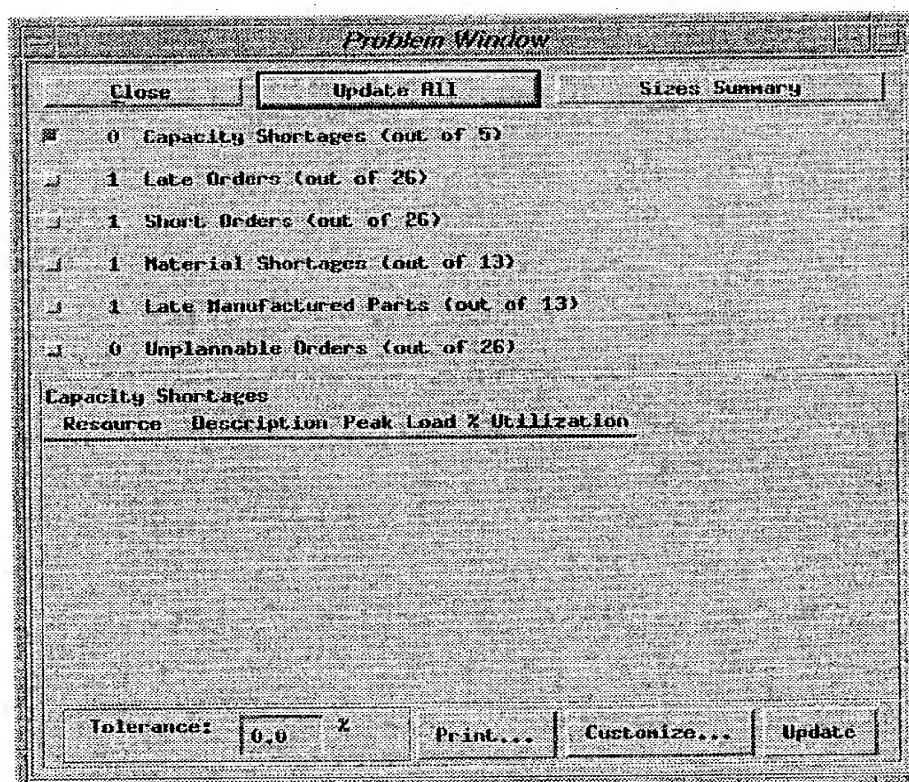 Problem Window
Close Update All Sizes Summary
0 Capacity Shortages (out of 5)
1 Late Orders (out of 26)
1 Short Orders (out of 26)
1 Material Shortages (out of 13)
1 Late Manufactured Parts (out of 13)
0 Unplannable Orders (out of 26)
Capacity Shortages
Resource Description Peak Load % Utilization
Tolerance: 0.0 % Print... Customize... Update